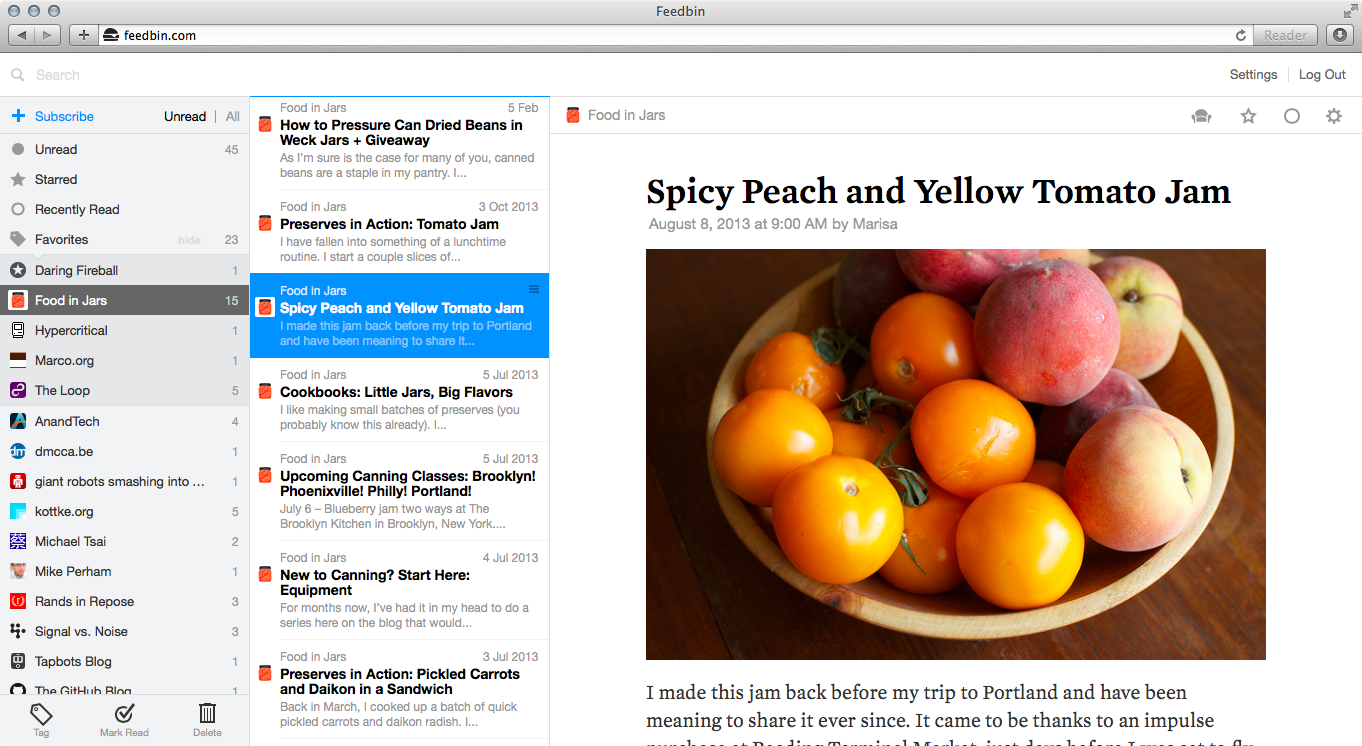 Feedbin
feedbin.com
Reader
Search
Settings
Log Out
Subscribe
Unread
All
Unread
45
Starred
Recently Read
Favorites
hide
23
Daring Fireball
1
Food in Jars
15
Hypercritical
1
Marco.org
1
The Loop
5
AnandTech
4
dmcca.be
1
giant robots smashing into ...
1
kottke.org
5
Michael Tsai
2
Mike Perham
1
Rands in Repose
3
Signal vs. Noise
3
Tapbots Blog
1
The GitHub Blog
1
Tag
Mark Read
Delete
Food in Jars
5 Feb
How to Pressure Can Dried Beans in
Weck Jars + Giveaway
As I'm sure is the case for many of you, canned
beans are a staple in my pantry. I...
Food in Jars
3 Oct 2013
Preserves in Action: Tomato Jam
I have fallen into something of a lunchtime
routine. I start a couple slices of...
Food in Jars
Spicy Peach and Yellow Tomato Jam
I made this jam back before my trip to Portland
and have been meaning to share it...
Food in Jars
5 Jul 2013
Cookbooks: Little Jars, Big Flavors
I like making small batches of preserves (you
probably know this already). I...
Food in Jars
5 Jul 2013
Upcoming Canning Classes: Brooklyn!
Phoenixville! Philly! Portland!
July 6 – Blueberry jam two ways at The
Brooklyn Kitchen in Brooklyn, New York....
Food in Jars
4 Jul 2013
New to Canning? Start Here:
Equipment
For months now, I've had it in my head to do a
series here on the blog that would...
Food in Jars
3 Jul 2013
Preserves in Action: Pickled Carrots
and Daikon in a Sandwich
Back in March, I cooked up a batch of quick
pickled carrots and daikon radish. I...
Food in Jars
Spicy Peach and Yellow Tomato Jam
August 8, 2013 at 9:00 AM by Marisa
I made this jam back before my trip to Portland and have been
meaning to share it ever since. It came to be thanks to an impulse
purchase at Reading Terminal Market, just days before I was set to fly